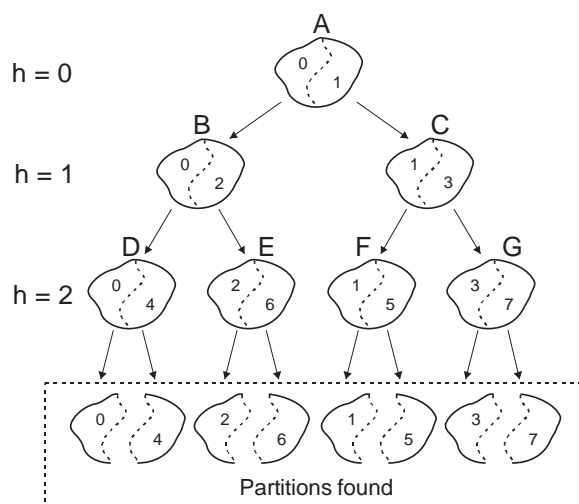 A
h = 0
0 1
B C
h = 1
0 2 1 3
D E F G
h = 2
0 4 2 6 1 5 3 7
0 4 2 6 1 5 3 7
Partitions found